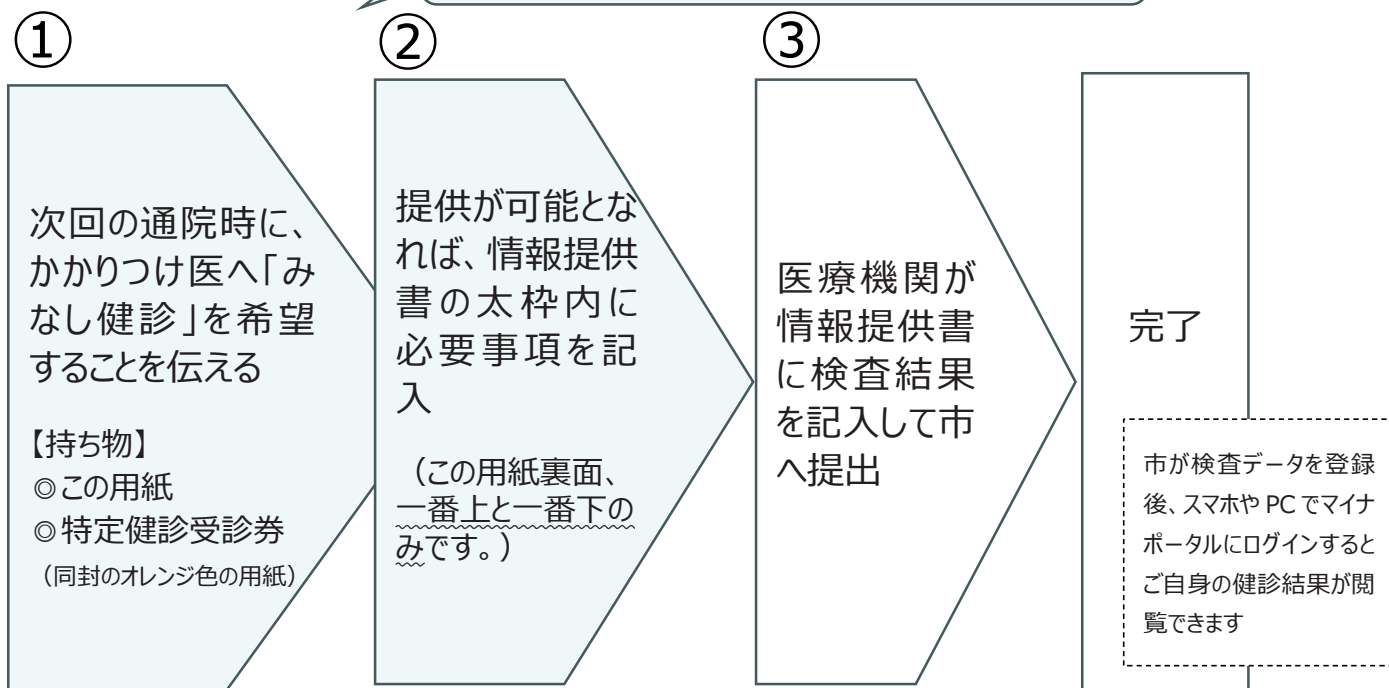 ①
次回の通院時に、
かかりつけ医へ「み
なし健診」を希望
することを伝える
【持ち物】
◎この用紙
◎特定健診受診券
（同封のオレンジ色の用紙）
②
提供が可能とな
れば、情報提供
書の太枠内に
必要事項を記
入
（この用紙裏面、
一番上と一番下の
みです。）
③
医療機関が
情報提供書
に検査結果
を記入して市
へ提出
完了
市が検査データを登録
後、スマホや PC でマイナ
ポータルにログインすると
ご自身の健診結果が閲
覧できます